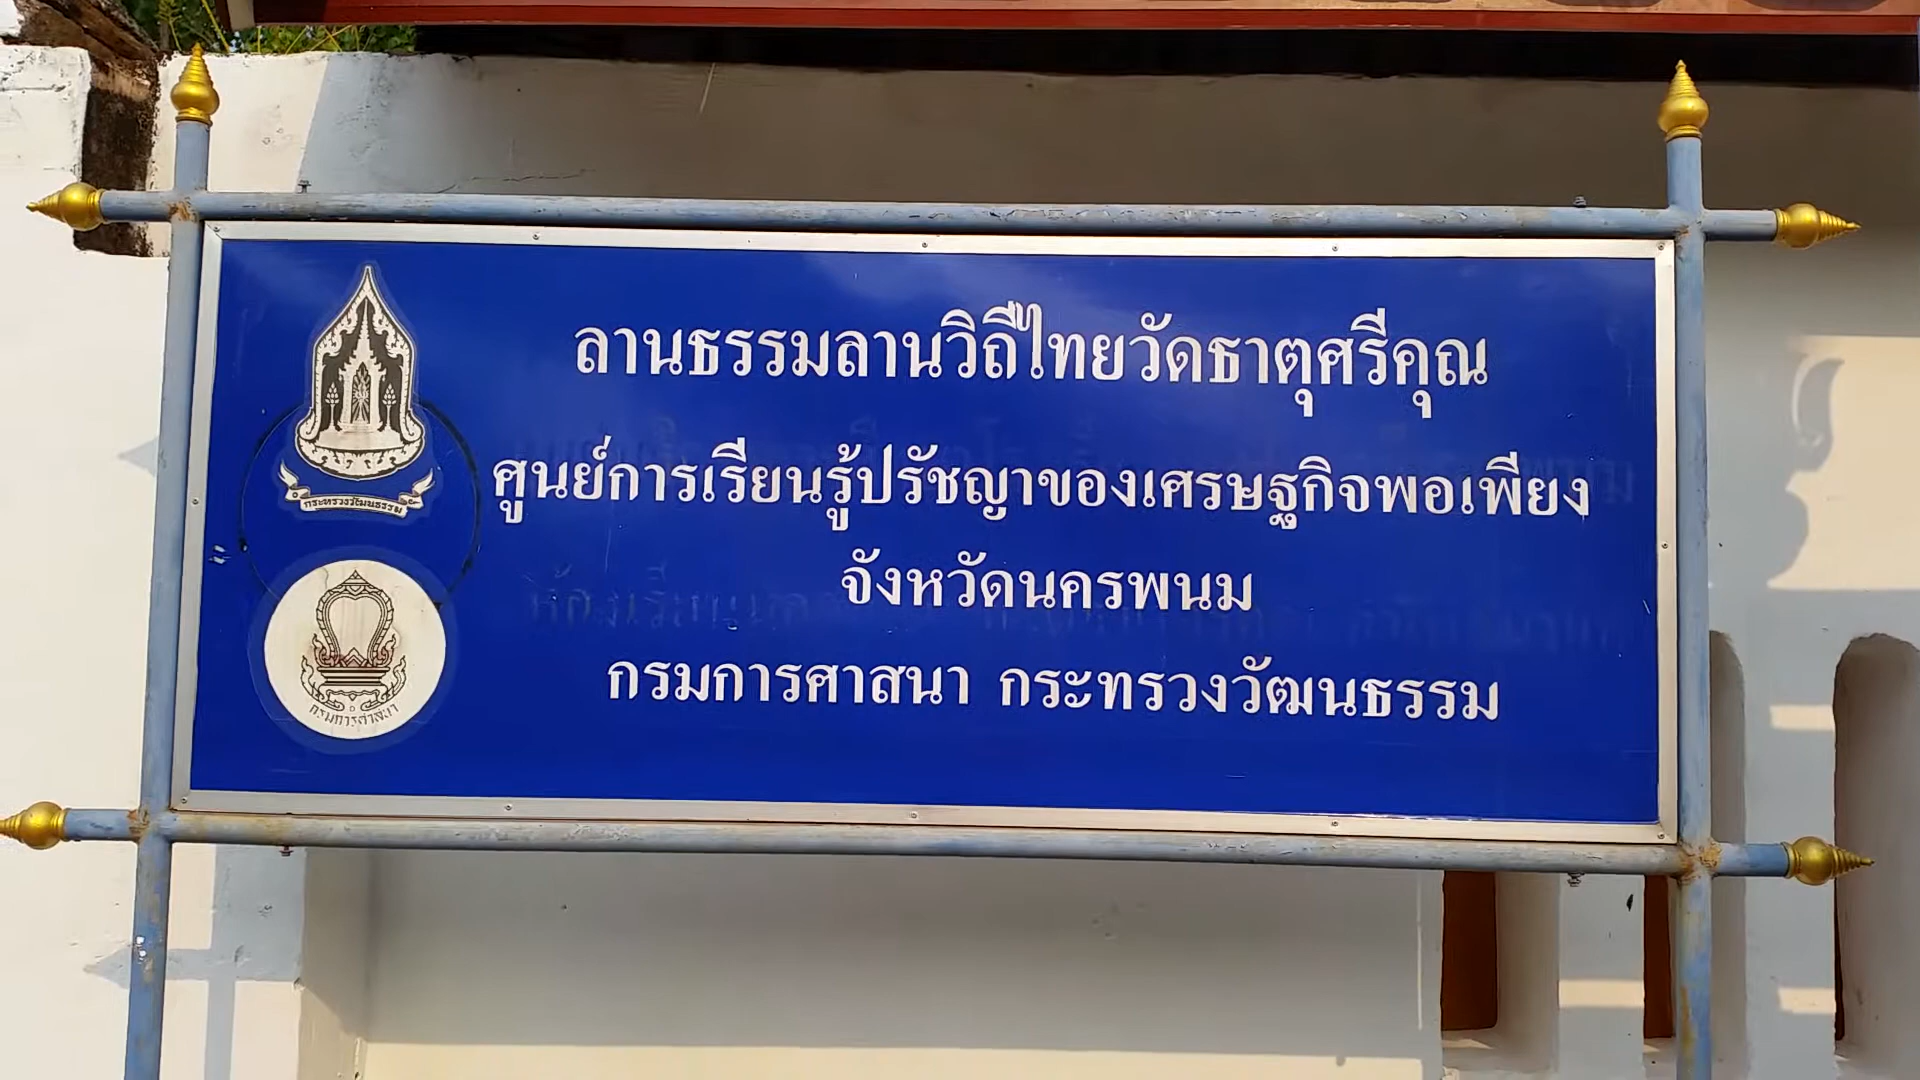 ลานธรรมลานวิถีไทยวัดธาตุศรีคุณ
ศูนย์การเรียนรู้ปรัชญาของเศรษฐกิจพอเพียง
จังหวัดนครพนม
กรมการศาสนา กระทรวงวัฒนธรรม
กระทรวงวัฒนธรรม
กรมการศาสนา